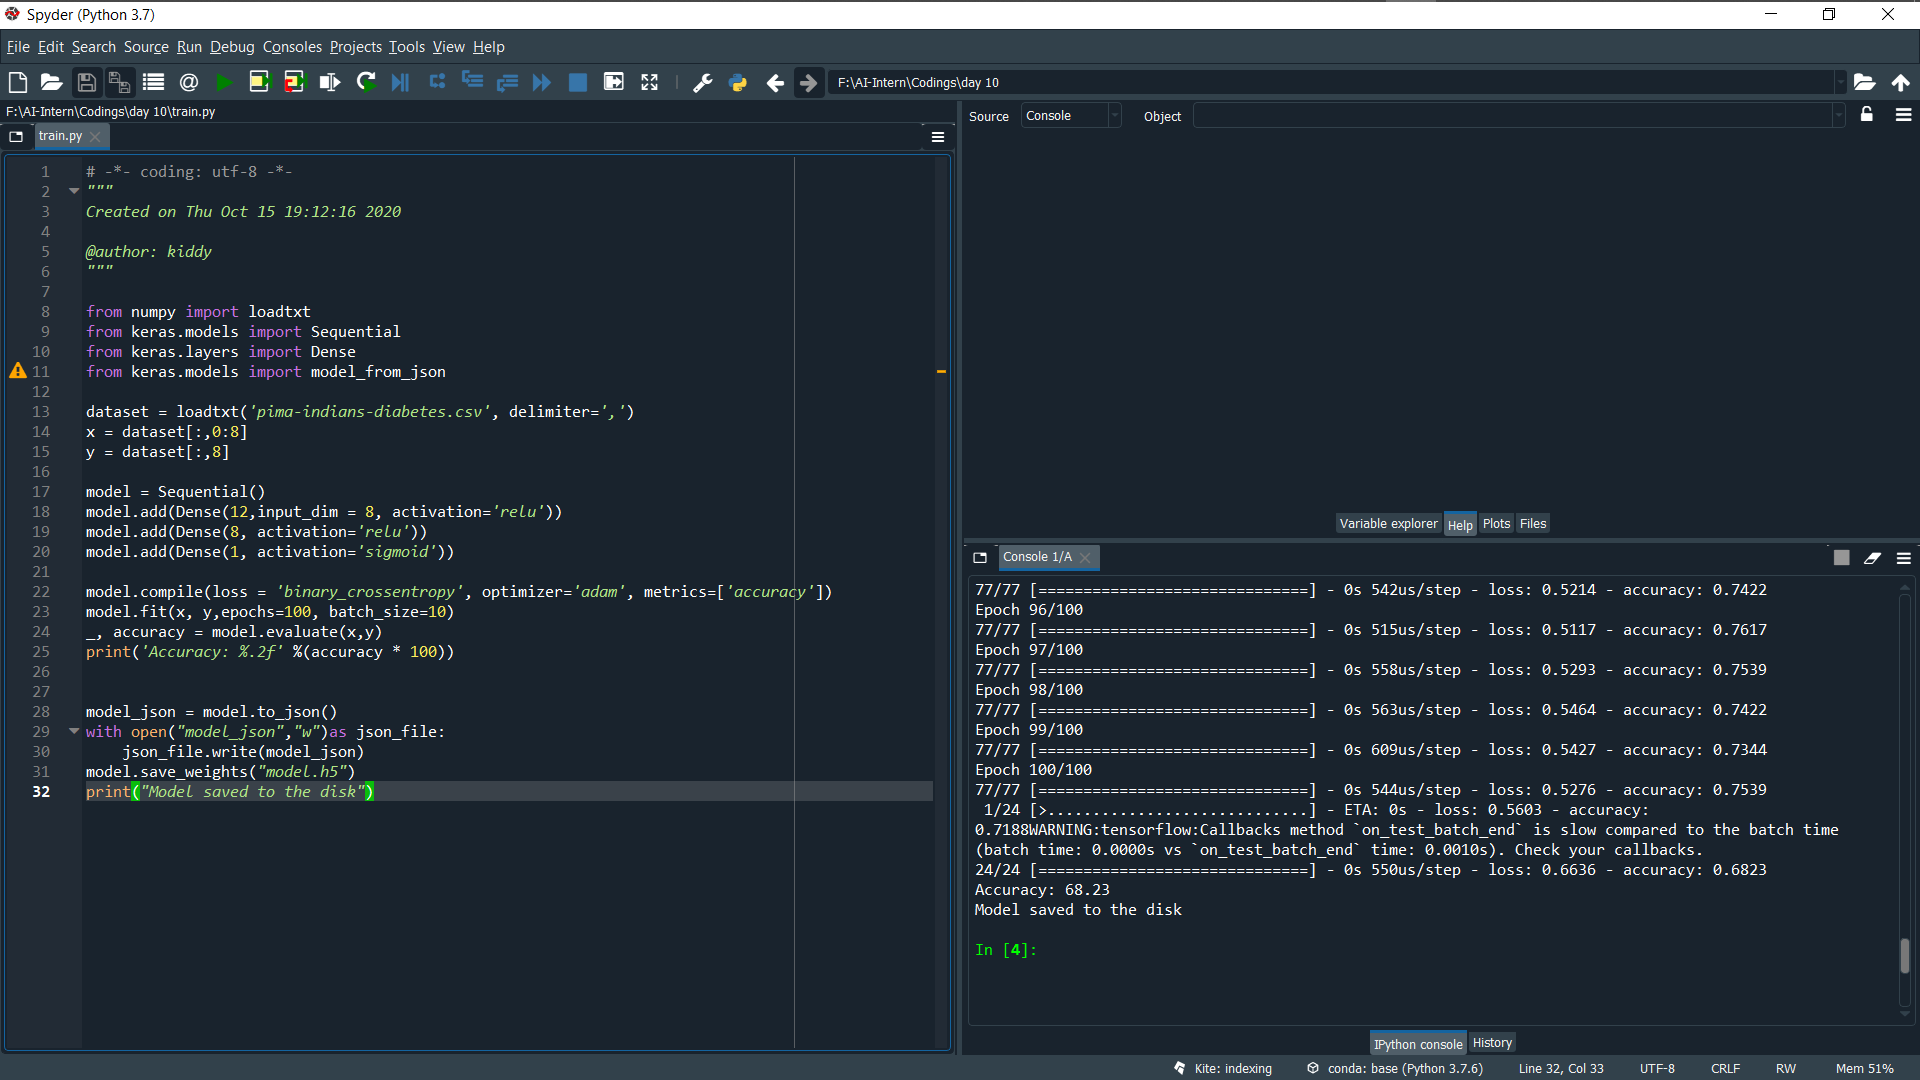 Spyder (Python 3.7)
File Edit Search Source Run Debug Consoles Projects Tools View Help
F:\AI-Intern\Codings\day 10
F:\AI-Intern\Codings\day 10\train.py
train.py
1 # -*- coding: utf-8 -*-
2 """
3 Created on Thu Oct 15 19:12:16 2020
4
5 @author: kiddy
6 """
7
8 from numpy import loadtxt
9 from keras.models import Sequential
10 from keras.layers import Dense
11 from keras.models import model_from_json
12
13 dataset = loadtxt('pima-indians-diabetes.csv', delimiter=',')
14 x = dataset[:,0:8]
15 y = dataset[:,8]
16
17 model = Sequential()
18 model.add(Dense(12,input_dim = 8, activation='relu'))
19 model.add(Dense(8, activation='relu'))
20 model.add(Dense(1, activation='sigmoid'))
21
22 model.compile(loss = 'binary_crossentropy', optimizer='adam', metrics=['accuracy'])
23 model.fit(x, y,epochs=100, batch_size=10)
24 _, accuracy = model.evaluate(x,y)
25 print('Accuracy: %.2f' %(accuracy * 100))
26
27
28 model_json = model.to_json()
29 with open("model_json","w")as json_file:
30     json_file.write(model_json)
31 model.save_weights("model.h5")
32 print("Model saved to the disk")
Source Console Object
Variable explorer Help Plots Files
Console 1/A
77/77 [==============================] - 0s 542us/step - loss: 0.5214 - accuracy: 0.7422
Epoch 96/100
77/77 [==============================] - 0s 515us/step - loss: 0.5117 - accuracy: 0.7617
Epoch 97/100
77/77 [==============================] - 0s 558us/step - loss: 0.5293 - accuracy: 0.7539
Epoch 98/100
77/77 [==============================] - 0s 563us/step - loss: 0.5464 - accuracy: 0.7422
Epoch 99/100
77/77 [==============================] - 0s 609us/step - loss: 0.5427 - accuracy: 0.7344
Epoch 100/100
77/77 [==============================] - 0s 544us/step - loss: 0.5276 - accuracy: 0.7539
 1/24 [>.............................] - ETA: 0s - loss: 0.5603 - accuracy:
0.7188WARNING:tensorflow:Callbacks method `on_test_batch_end` is slow compared to the batch time
(batch time: 0.0000s vs `on_test_batch_end` time: 0.0010s). Check your callbacks.
24/24 [==============================] - 0s 550us/step - loss: 0.6636 - accuracy: 0.6823
Accuracy: 68.23
Model saved to the disk
In [4]:
IPython console History
Kite: indexing conda: base (Python 3.7.6) Line 32, Col 33 UTF-8 CRLF RW Mem 51%